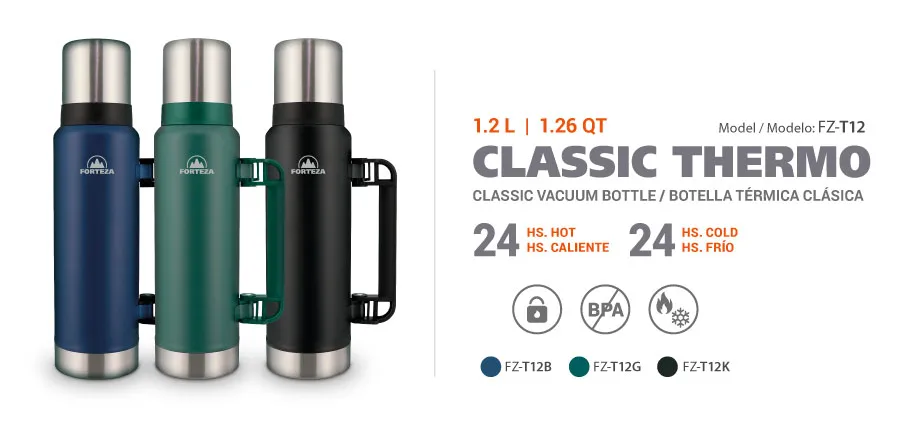 FORTEZA
FORTEZA
FORTEZA
1.2 L | 1.26 QT
Model / Modelo: FZ-T12
CLASSIC THERMO
CLASSIC VACUUM BOTTLE / BOTELLA TÉRMICA CLÁSICA
24 HS. HOT
HS. CALIENTE
24 HS. COLD
HS. FRÍO
BPA
FZ-T12B
FZ-T12G
FZ-T12K